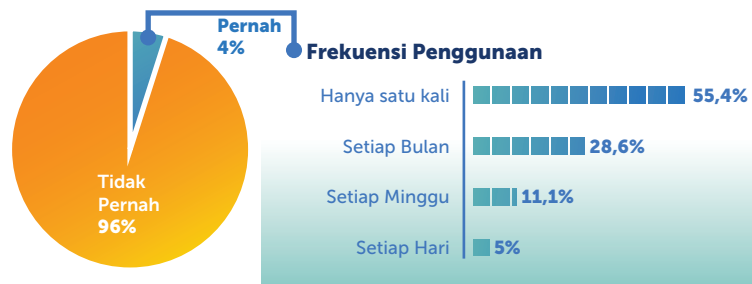 Pernah
4%
Frekuensi Penggunaan
Hanya satu kali 55,4%
Setiap Bulan 28,6%
Setiap Minggu 11,1%
Setiap Hari 5%
Tidak
Pernah
96%